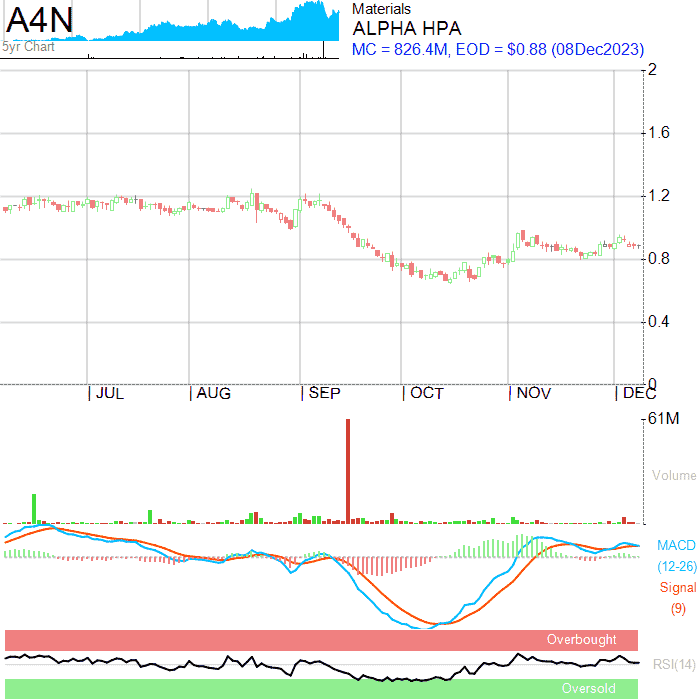 A4N
5yr Chart
Materials
ALPHA HPA
MC = 826.4M, EOD = $0.88 (08Dec2023)
2
1.6
1.2
0.8
0.4
0
JUL AUG SEP OCT NOV DEC
61M
Volume
MACD
(12-26)
Signal
(9)
Overbought
RSI(14)
Oversold